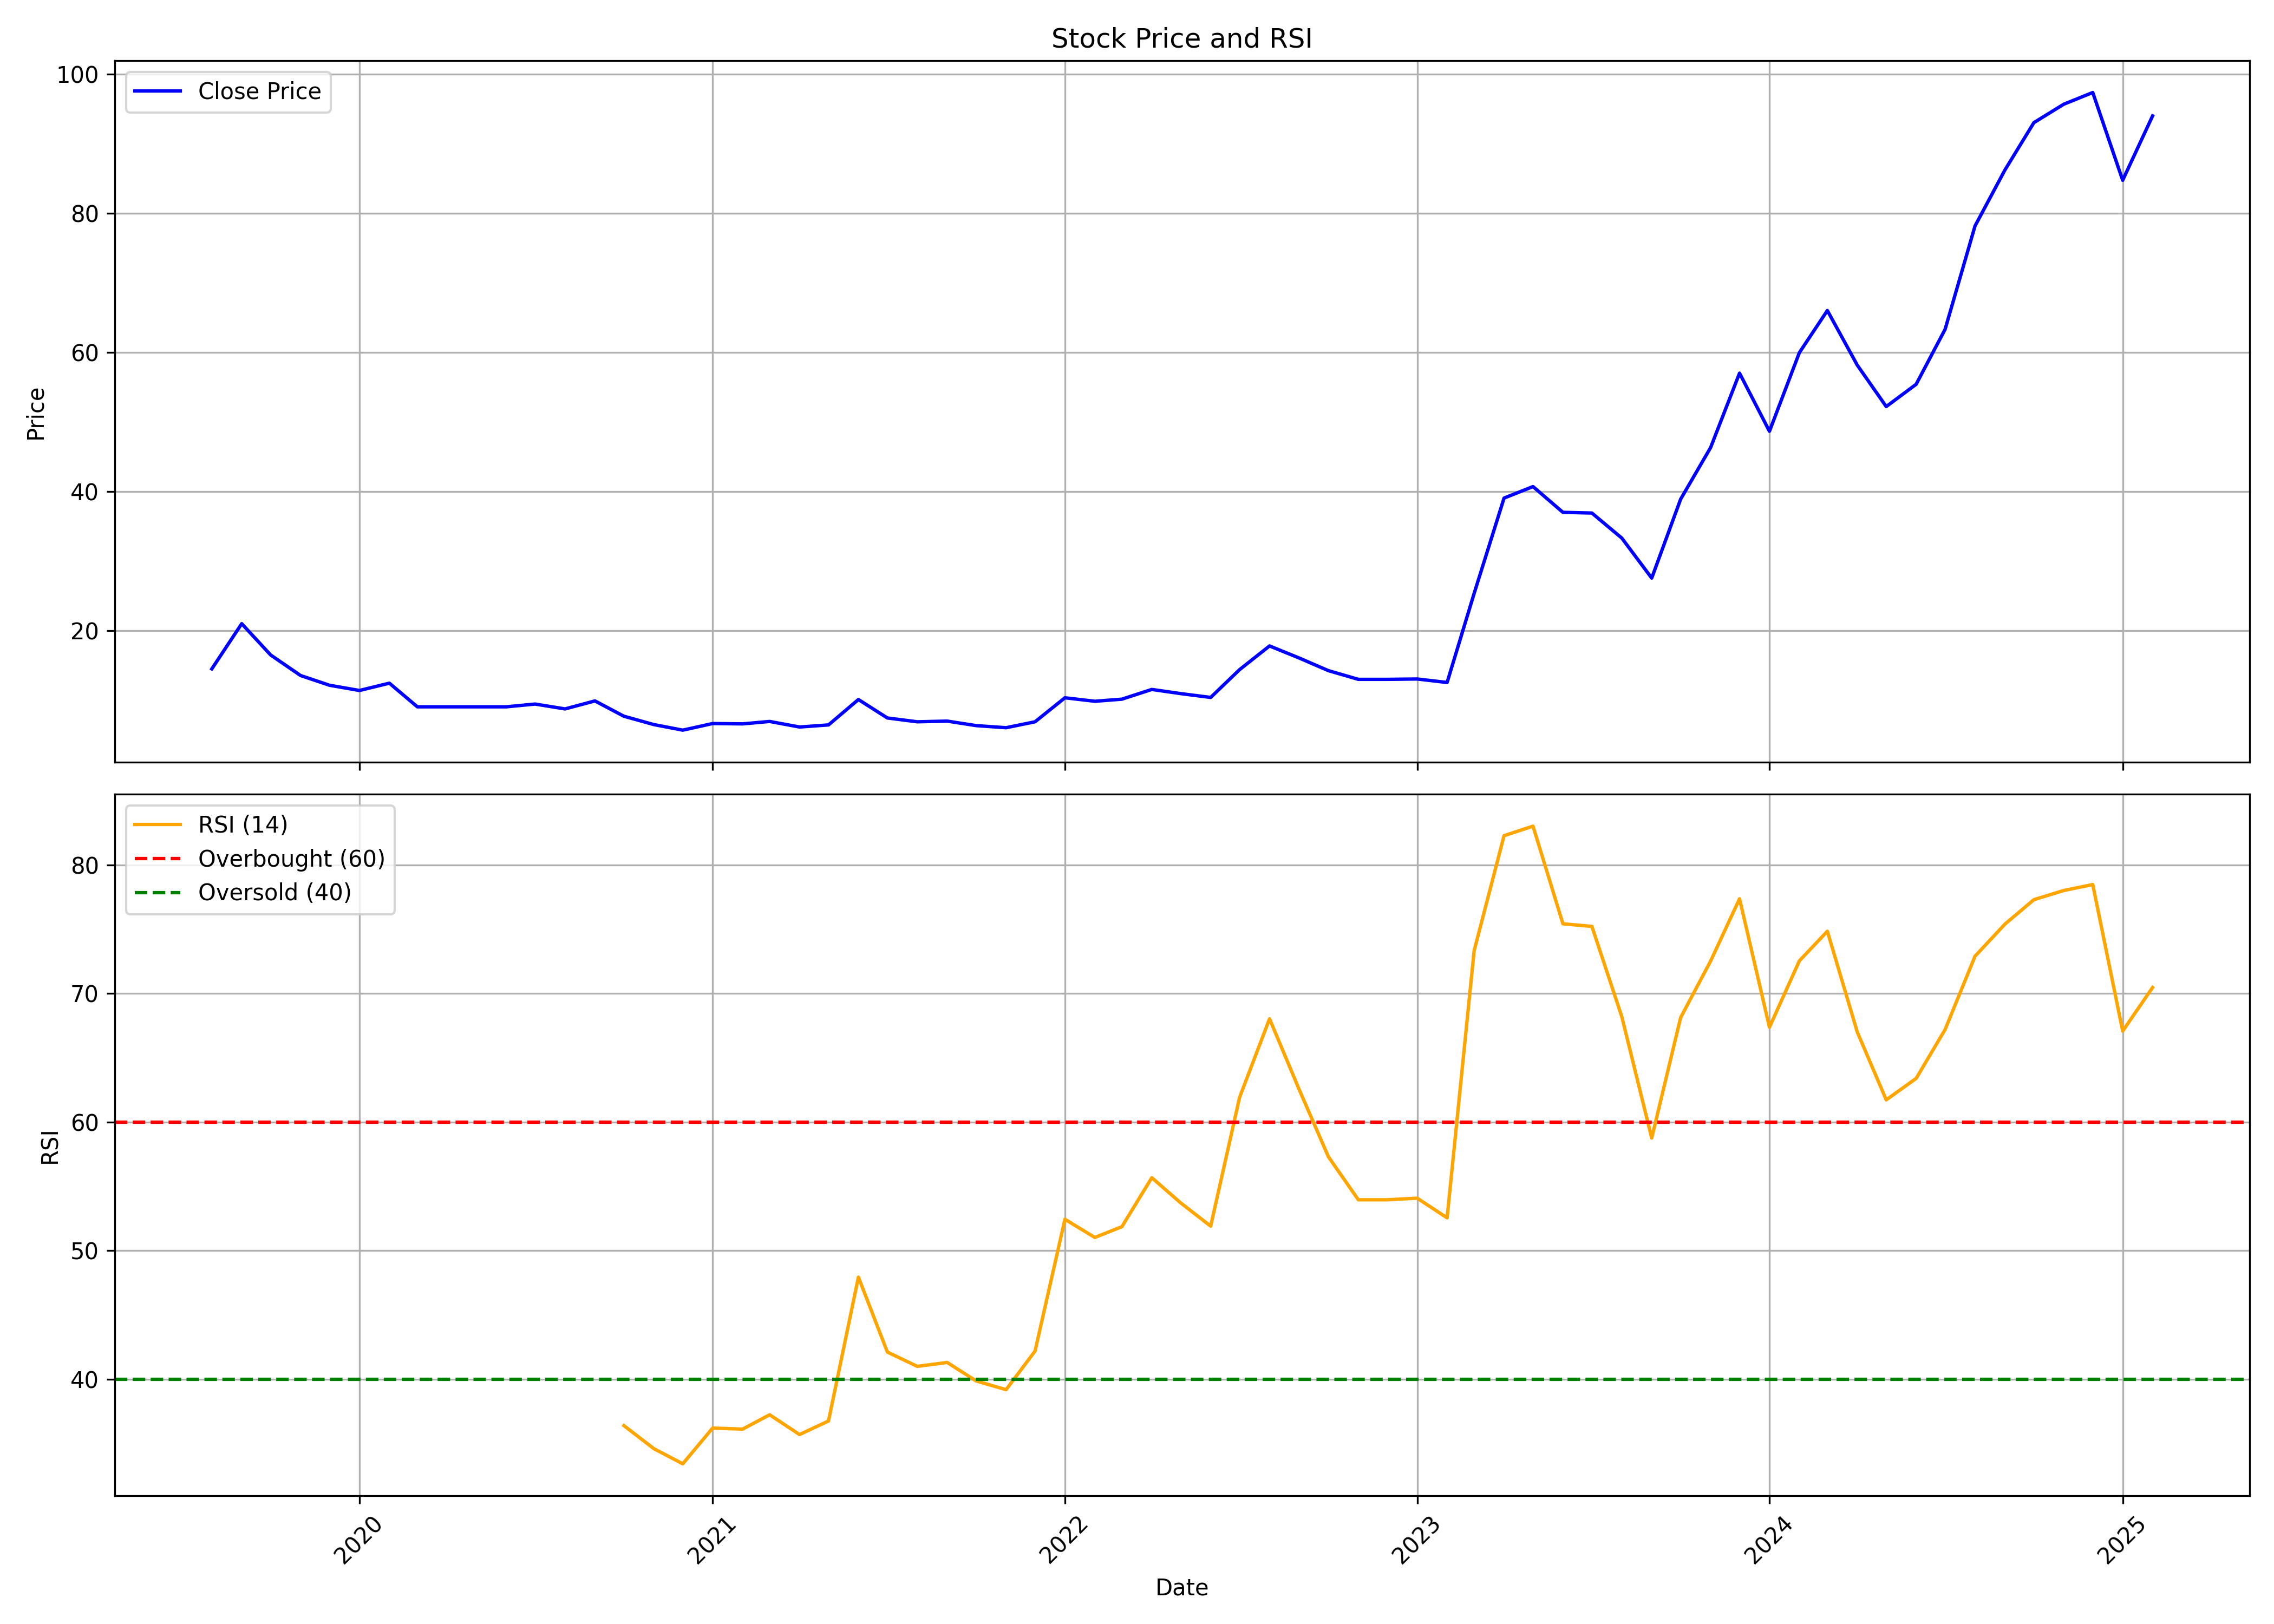 Stock Price and RSI
Close Price
100
80
60
40
20
Price
RSI (14)
Overbought (60)
Oversold (40)
80
70
60
50
40
RSI
2020
2021
2022
2023
2024
2025
Date